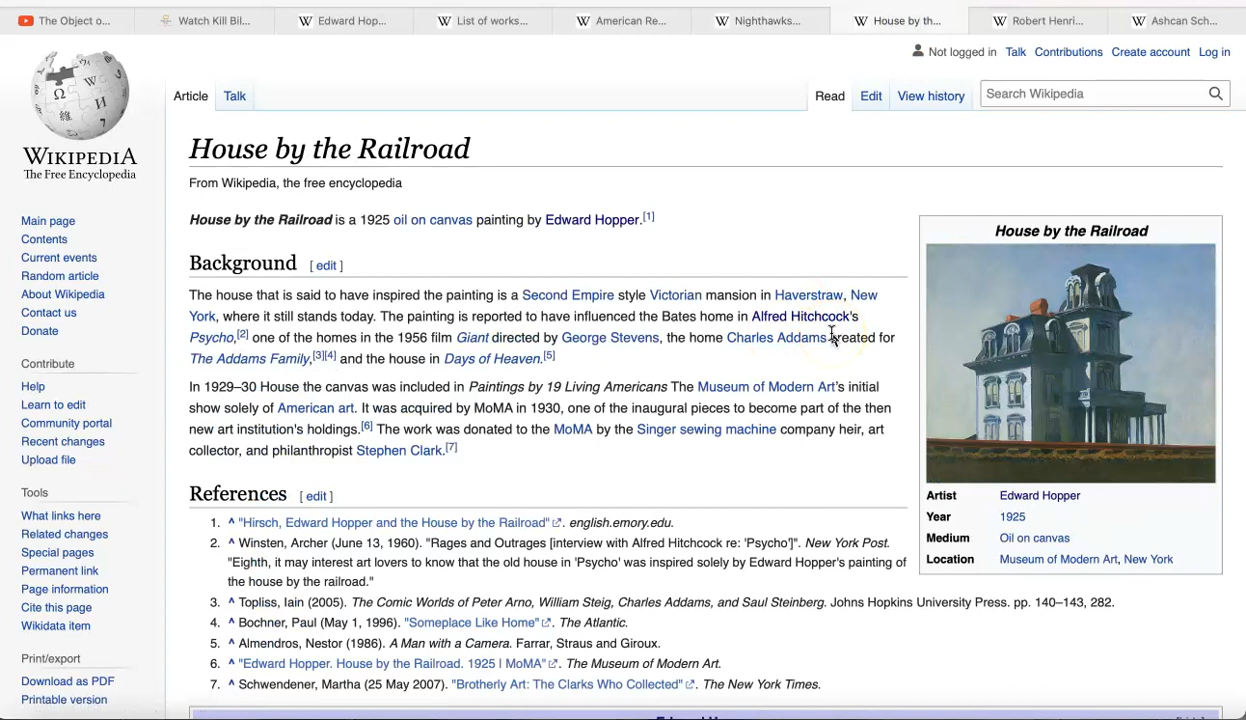 The Object o...
Watch Kill Bil...
Edward Hop...
List of works...
American Re...
Nighthawks...
House by th...
Robert Henri...
Ashcan Sch...
Not logged in Talk Contributions Create account Log in
Article Talk Read Edit View history Search Wikipedia
WIKIPEDIA
The Free Encyclopedia
Main page
Contents
Current events
Random article
About Wikipedia
Contact us
Donate
Contribute
Help
Learn to edit
Community portal
Recent changes
Upload file
Tools
What links here
Related changes
Special pages
Permanent link
Page information
Cite this page
Wikidata item
Print/export
Download as PDF
Printable version
House by the Railroad
From Wikipedia, the free encyclopedia
House by the Railroad is a 1925 oil on canvas painting by Edward Hopper.[1]
Background [ edit ]
The house that is said to have inspired the painting is a Second Empire style Victorian mansion in Haverstraw, New
York, where it still stands today. The painting is reported to have influenced the Bates home in Alfred Hitchcock's
Psycho,[2] one of the homes in the 1956 film Giant directed by George Stevens, the home Charles Addams created for
The Addams Family,[3][4] and the house in Days of Heaven.[5]
In 1929–30 House the canvas was included in Paintings by 19 Living Americans The Museum of Modern Art's initial
show solely of American art. It was acquired by MoMA in 1930, one of the inaugural pieces to become part of the then
new art institution's holdings.[6] The work was donated to the MoMA by the Singer sewing machine company heir, art
collector, and philanthropist Stephen Clark.[7]
References [ edit ]
1. ^ "Hirsch, Edward Hopper and the House by the Railroad". english.emory.edu.
2. ^ Winsten, Archer (June 13, 1960). "Rages and Outrages [interview with Alfred Hitchcock re: 'Psycho']". New York Post.
"Eighth, it may interest art lovers to know that the old house in 'Psycho' was inspired solely by Edward Hopper's painting of
the house by the railroad."
3. ^ Topliss, Iain (2005). The Comic Worlds of Peter Arno, William Steig, Charles Addams, and Saul Steinberg. Johns Hopkins University Press. pp. 140–143, 282.
4. ^ Bochner, Paul (May 1, 1996). "Someplace Like Home". The Atlantic.
5. ^ Almendros, Nestor (1986). A Man with a Camera. Farrar, Straus and Giroux.
6. ^ "Edward Hopper. House by the Railroad. 1925 | MoMA". The Museum of Modern Art.
7. ^ Schwendener, Martha (25 May 2007). "Brotherly Art: The Clarks Who Collected". The New York Times.
House by the Railroad
Artist Edward Hopper
Year 1925
Medium Oil on canvas
Location Museum of Modern Art, New York